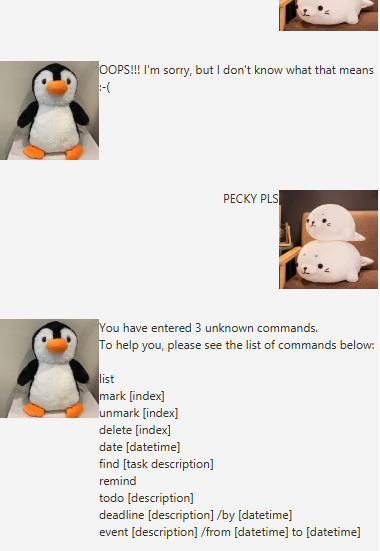 OOPS!!! I'm sorry, but I don't know what that means
:-(
PECKY PLS
You have entered 3 unknown commands.
To help you, please see the list of commands below:
list
mark [index]
unmark [index]
delete [index]
date [datetime]
find [task description]
remind
todo [description]
deadline [description] /by [datetime]
event [description] /from [datetime] to [datetime]